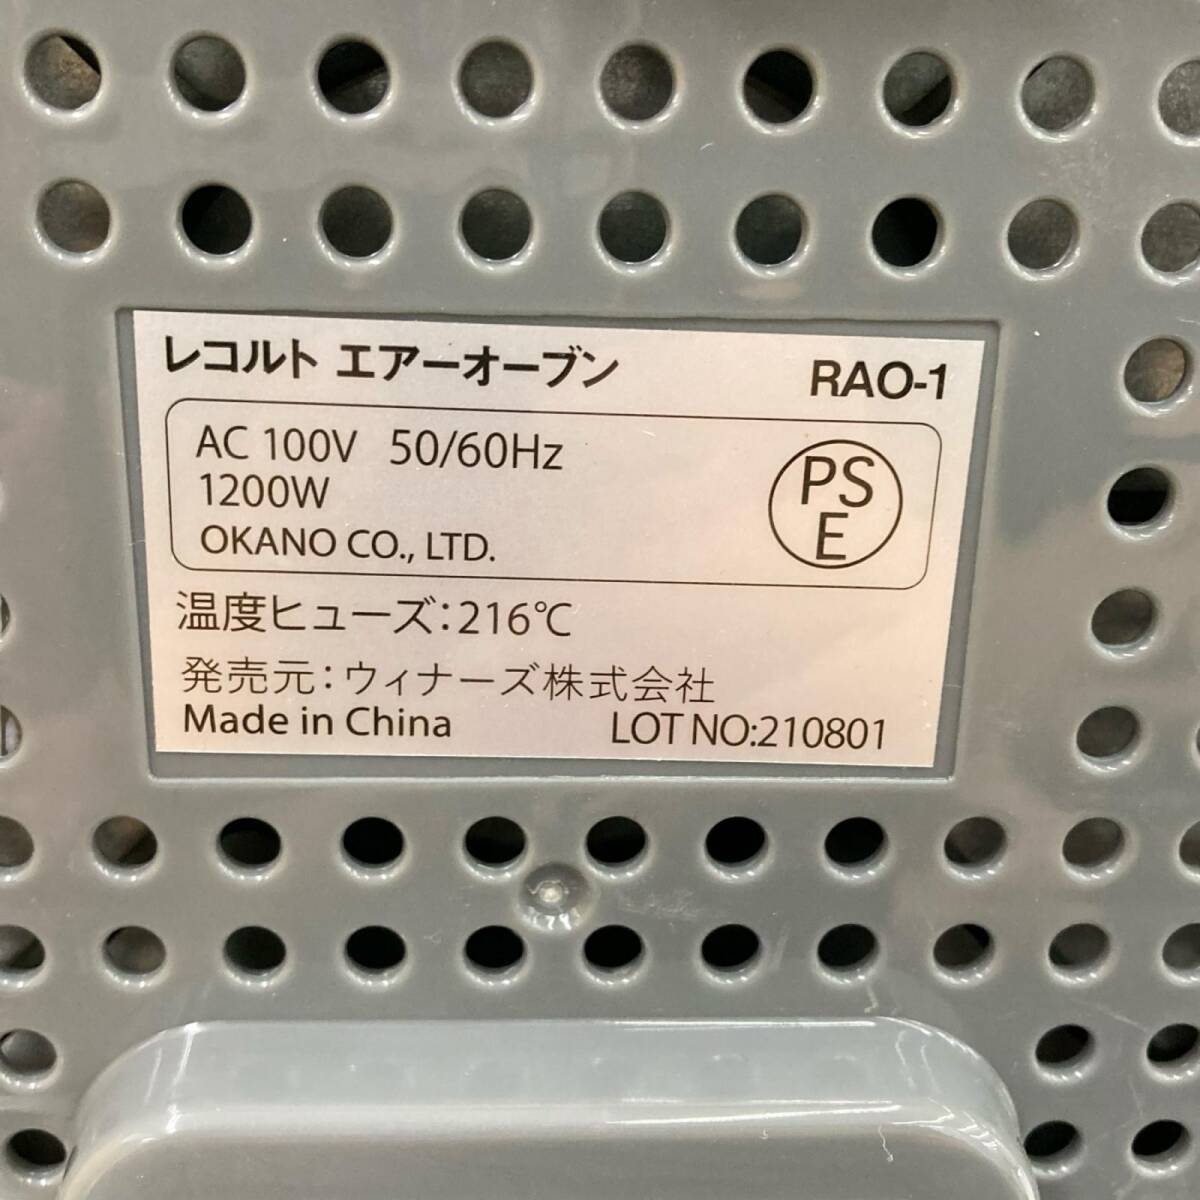 レコルト エアーオーブン RAO-1
AC 100V 50/60Hz
1200W
OKANO CO., LTD.
PS
E
温度ヒューズ:216℃
発売元:ウィナーズ株式会社
Made in China LOT NO:210801